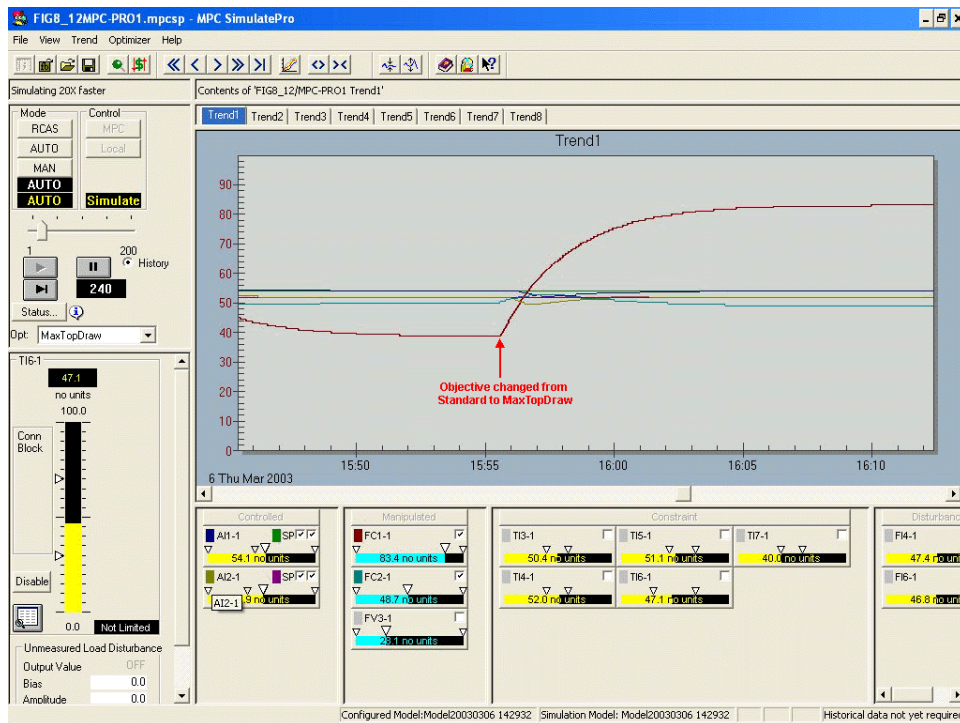 FIG8_12MPC-PRO1.mpcsp - MPC SimulatePro
File View Trend Optimizer Help
Simulating 20X faster
Contents of 'FIG8_12/MPC-PRO1 Trend1'
Mode
Control
RCAS
MPC
AUTO
Local
MAN
AUTO
AUTO
Simulate
1
200
History
240
Status...
Opt: MaxTopDraw
TI6-1
47.1
no units
100.0
Conn
Block
Disable
0.0
Not Limited
Unmeasured Load Disturbance
Output Value OFF
Bias 0.0
Amplitude 0.0
Trend1 Trend2 Trend3 Trend4 Trend5 Trend6 Trend7 Trend8
Trend1
90
80
70
60
50
40
30
20
10
0
Objective changed from
Standard to MaxTopDraw
15:50 15:55 16:00 16:05 16:10
6 Thu Mar 2003
Controlled
AI1-1 SP
54.1 no units
AI2-1 SP
.9 no units
AI2-1
Manipulated
FC1-1
83.4 no units
FC2-1
48.7 no units
FV3-1
28.1 no units
Constraint
TI3-1 TI5-1 TI7-1
50.4 no units 51.1 no units 40.0 no units
TI4-1 TI6-1
52.0 no units 47.1 no units
Disturbanc
FI4-1
47.4 no un
FI6-1
46.8 no un
Configured Model:Model20030306 142932 Simulation Model: Model20030306 142932 Historical data not yet require